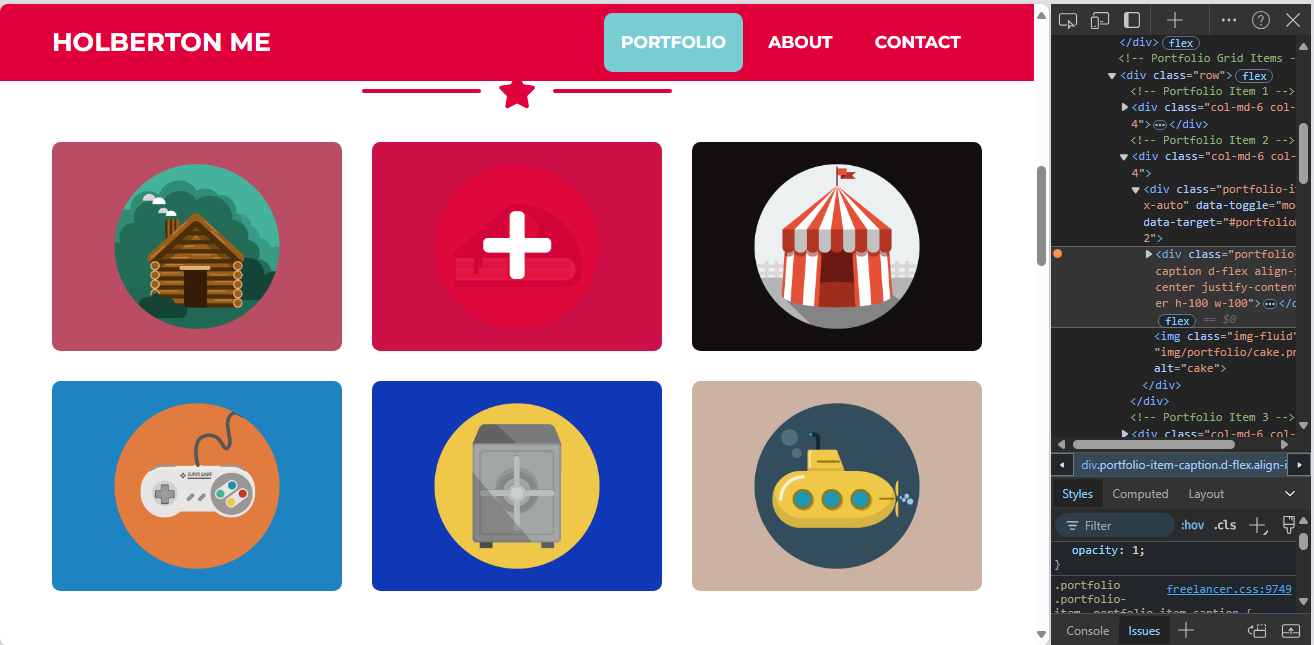 HOLBERTON ME
PORTFOLIO
ABOUT
CONTACT
SUPER GAME
</div> flex
<!-- Portfolio Grid Items -
<div class="row"> flex
<!-- Portfolio Item 1 -->
<div class="col-md-6 col-
4"> ••• </div>
<!-- Portfolio Item 2 -->
<div class="col-md-6 col-
4">
<div class="portfolio-it
x-auto" data-toggle="mo
data-target="#portfolio
2">
<div class="portfolio-
caption d-flex align-i
center justify-content
er h-100 w-100"> ••• </d
flex == $0
<img class="img-fluid"
"img/portfolio/cake.pn
alt="cake">
</div>
</div>
<!-- Portfolio Item 3 -->
<div class="col-md-6 col-
div.portfolio-item-caption.d-flex.align-i
Styles Computed Layout
Filter :hov .cls
opacity: 1;
}
.portfolio freelancer.css:9749
.portfolio-
item .portfolio-item-caption {
Console Issues